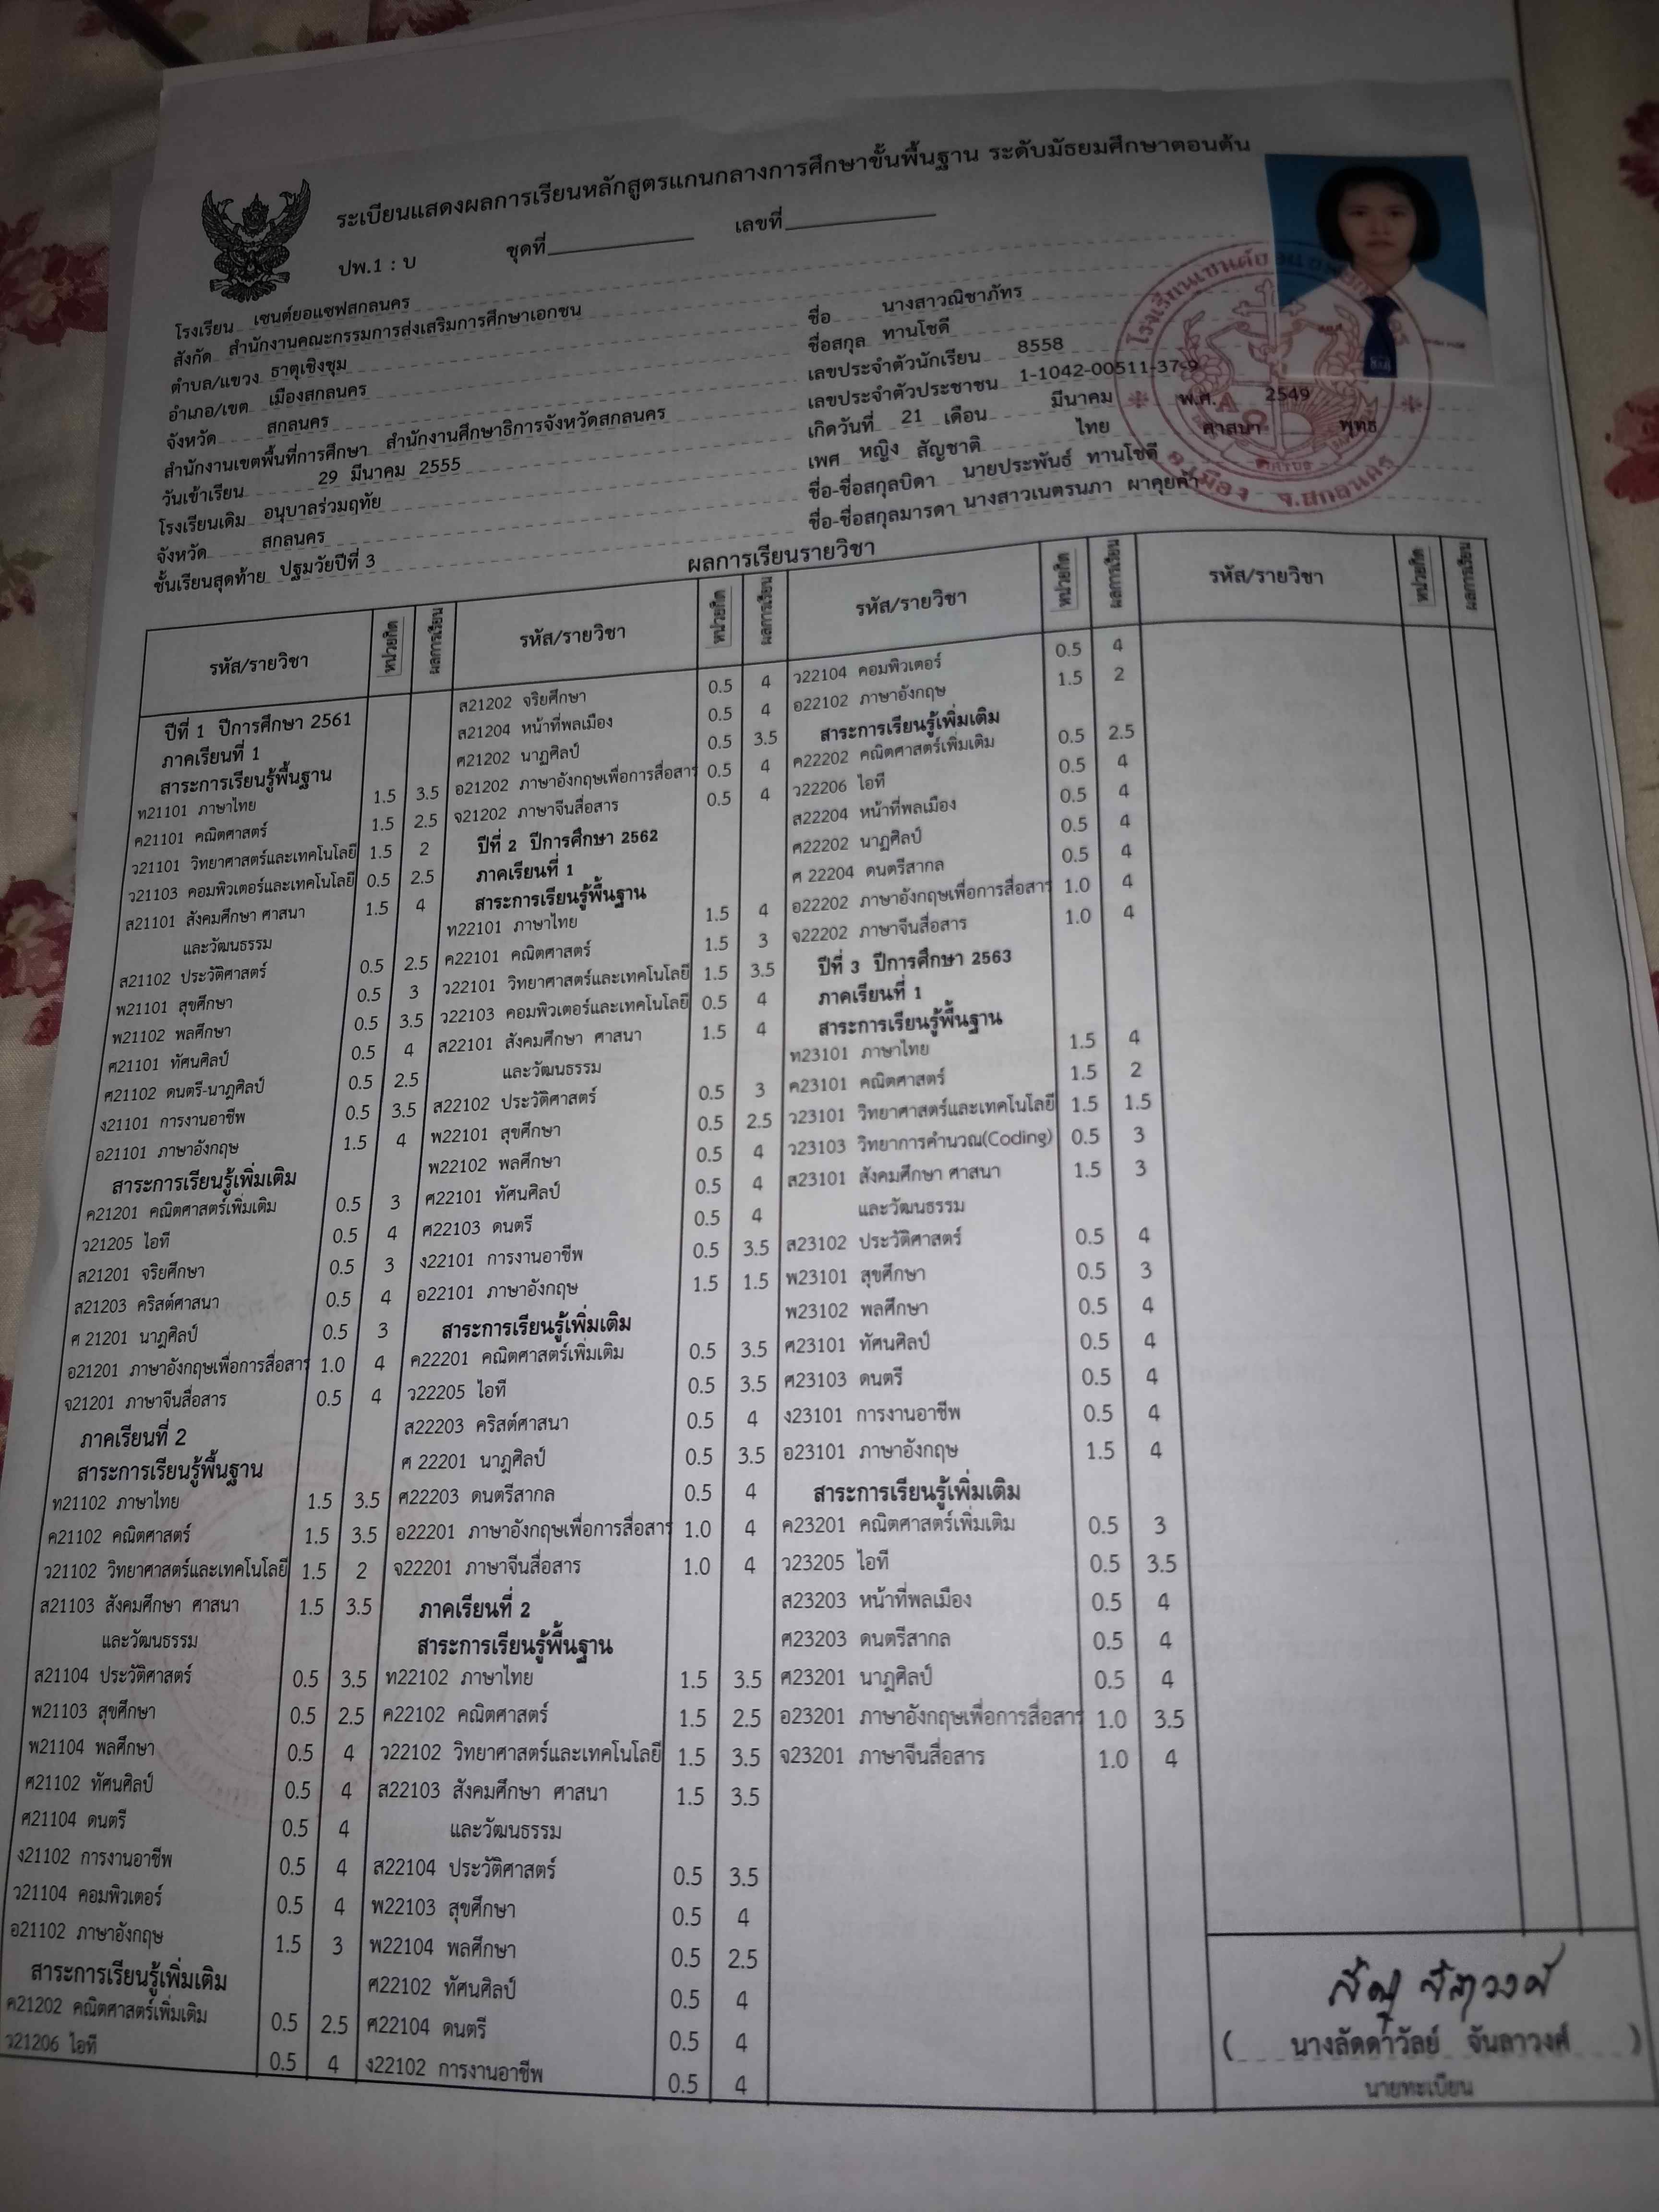 ระเบียนแสดงผลการเรียนหลักสูตรแกนกลางการศึกษาขั้นพื้นฐาน ระดับมัธยมศึกษาตอนต้น
ปพ.1 : บ ชุดที่ เลขที่
โรงเรียน เซนต์ยอแซฟสกลนคร
สังกัด สำนักงานคณะกรรมการส่งเสริมการศึกษาเอกชน
ตำบล/แขวง ธาตุเชิงชุม
อำเภอ/เขต เมืองสกลนคร
จังหวัด สกลนคร
สำนักงานเขตพื้นที่การศึกษา สำนักงานศึกษาธิการจังหวัดสกลนคร
วันเข้าเรียน 29 มีนาคม 2555
โรงเรียนเดิม อนุบาลร่วมฤทัย
จังหวัด สกลนคร
ชั้นเรียนสุดท้าย ปฐมวัยปีที่ 3
ชื่อ นางสาวณิชาภัทร
ชื่อสกุล ทานโชดี
เลขประจำตัวนักเรียน 8558
เลขประจำตัวประชาชน 1-1042-00511-37-9
เกิดวันที่ 21 เดือน มีนาคม พ.ศ. 2549
เพศ หญิง สัญชาติ ไทย ศาสนา พุทธ
ชื่อ-ชื่อสกุลบิดา นายประพันธ์ ทานโชดี
ชื่อ-ชื่อสกุลมารดา นางสาวเนตรนภา ผาคุยคำ
อ.เมือง จ.สกลนคร
ผลการเรียนรายวิชา
รหัส/รายวิชา หน่วยกิต ผลการเรียน
ปีที่ 1 ปีการศึกษา 2561
ภาคเรียนที่ 1
สาระการเรียนรู้พื้นฐาน
ท21101 ภาษาไทย 1.5 3.5
ค21101 คณิตศาสตร์ 1.5 2.5
ว21101 วิทยาศาสตร์และเทคโนโลยี 1.5 2
ว21103 คอมพิวเตอร์และเทคโนโลยี 0.5 2.5
ส21101 สังคมศึกษา ศาสนา 1.5 4
และวัฒนธรรม
ส21102 ประวัติศาสตร์ 0.5 2.5
พ21101 สุขศึกษา 0.5 3
พ21102 พลศึกษา 0.5 3.5
ศ21101 ทัศนศิลป์ 0.5 4
ศ21102 ดนตรี-นาฏศิลป์ 0.5 2.5
ง21101 การงานอาชีพ 0.5 3.5
อ21101 ภาษาอังกฤษ 1.5 4
สาระการเรียนรู้เพิ่มเติม
ค21201 คณิตศาสตร์เพิ่มเติม 0.5 3
ว21205 ไอที 0.5 4
ส21201 จริยศึกษา 0.5 3
ส21203 คริสต์ศาสนา 0.5 4
ศ 21201 นาฏศิลป์ 0.5 3
อ21201 ภาษาอังกฤษเพื่อการสื่อสาร 1.0 4
จ21201 ภาษาจีนสื่อสาร 0.5 4
ภาคเรียนที่ 2
สาระการเรียนรู้พื้นฐาน
ท21102 ภาษาไทย 1.5 3.5
ค21102 คณิตศาสตร์ 1.5 3.5
ว21102 วิทยาศาสตร์และเทคโนโลยี 1.5 2
ส21103 สังคมศึกษา ศาสนา 1.5 3.5
และวัฒนธรรม
ส21104 ประวัติศาสตร์ 0.5 3.5
พ21103 สุขศึกษา 0.5 2.5
พ21104 พลศึกษา 0.5 4
ศ21102 ทัศนศิลป์ 0.5 4
ศ21104 ดนตรี 0.5 4
ง21102 การงานอาชีพ 0.5 4
ว21104 คอมพิวเตอร์ 0.5 4
อ21102 ภาษาอังกฤษ 1.5 3
สาระการเรียนรู้เพิ่มเติม
ค21202 คณิตศาสตร์เพิ่มเติม 0.5 2.5
ว21206 ไอที 0.5 4
รหัส/รายวิชา หน่วยกิต ผลการเรียน
ส21202 จริยศึกษา 0.5 4
ส21204 หน้าที่พลเมือง 0.5 4
ศ21202 นาฏศิลป์ 0.5 3.5
อ21202 ภาษาอังกฤษเพื่อการสื่อสาร 0.5 4
จ21202 ภาษาจีนสื่อสาร 0.5 4
ปีที่ 2 ปีการศึกษา 2562
ภาคเรียนที่ 1
สาระการเรียนรู้พื้นฐาน
ท22101 ภาษาไทย 1.5 4
ค22101 คณิตศาสตร์ 1.5 3
ว22101 วิทยาศาสตร์และเทคโนโลยี 1.5 3.5
ว22103 คอมพิวเตอร์และเทคโนโลยี 0.5 4
ส22101 สังคมศึกษา ศาสนา 1.5 4
และวัฒนธรรม
ส22102 ประวัติศาสตร์ 0.5 3
พ22101 สุขศึกษา 0.5 2.5
พ22102 พลศึกษา 0.5 4
ศ22101 ทัศนศิลป์ 0.5 4
ศ22103 ดนตรี 0.5 4
ง22101 การงานอาชีพ 0.5 3.5
อ22101 ภาษาอังกฤษ 1.5 1.5
สาระการเรียนรู้เพิ่มเติม
ค22201 คณิตศาสตร์เพิ่มเติม 0.5 3.5
ว22205 ไอที 0.5 3.5
ส22203 คริสต์ศาสนา 0.5 4
ศ 22201 นาฏศิลป์ 0.5 3.5
ศ22203 ดนตรีสากล 0.5 4
อ22201 ภาษาอังกฤษเพื่อการสื่อสาร 1.0 4
จ22201 ภาษาจีนสื่อสาร 1.0 4
ภาคเรียนที่ 2
สาระการเรียนรู้พื้นฐาน
ท22102 ภาษาไทย 1.5 3.5
ค22102 คณิตศาสตร์ 1.5 2.5
ว22102 วิทยาศาสตร์และเทคโนโลยี 1.5 3.5
ส22103 สังคมศึกษา ศาสนา 1.5 3.5
และวัฒนธรรม
ส22104 ประวัติศาสตร์ 0.5 3.5
พ22103 สุขศึกษา 0.5 4
พ22104 พลศึกษา 0.5 2.5
ศ22102 ทัศนศิลป์ 0.5 4
ศ22104 ดนตรี 0.5 4
ง22102 การงานอาชีพ 0.5 4
รหัส/รายวิชา หน่วยกิต ผลการเรียน
ว22104 คอมพิวเตอร์ 0.5 4
อ22102 ภาษาอังกฤษ 1.5 2
สาระการเรียนรู้เพิ่มเติม
ค22202 คณิตศาสตร์เพิ่มเติม 0.5 2.5
ว22206 ไอที 0.5 4
ส22204 หน้าที่พลเมือง 0.5 4
ศ22202 นาฏศิลป์ 0.5 4
ศ 22204 ดนตรีสากล 0.5 4
อ22202 ภาษาอังกฤษเพื่อการสื่อสาร 1.0 4
จ22202 ภาษาจีนสื่อสาร 1.0 4
ปีที่ 3 ปีการศึกษา 2563
ภาคเรียนที่ 1
สาระการเรียนรู้พื้นฐาน
ท23101 ภาษาไทย 1.5 4
ค23101 คณิตศาสตร์ 1.5 2
ว23101 วิทยาศาสตร์และเทคโนโลยี 1.5 1.5
ว23103 วิทยาการคำนวณ(Coding) 0.5 3
ส23101 สังคมศึกษา ศาสนา 1.5 3
และวัฒนธรรม
ส23102 ประวัติศาสตร์ 0.5 4
พ23101 สุขศึกษา 0.5 3
พ23102 พลศึกษา 0.5 4
ศ23101 ทัศนศิลป์ 0.5 4
ศ23103 ดนตรี 0.5 4
ง23101 การงานอาชีพ 0.5 4
อ23101 ภาษาอังกฤษ 1.5 4
สาระการเรียนรู้เพิ่มเติม
ค23201 คณิตศาสตร์เพิ่มเติม 0.5 3
ว23205 ไอที 0.5 3.5
ส23203 หน้าที่พลเมือง 0.5 4
ศ23203 ดนตรีสากล 0.5 4
ศ23201 นาฏศิลป์ 0.5 4
อ23201 ภาษาอังกฤษเพื่อการสื่อสาร 1.0 3.5
จ23201 ภาษาจีนสื่อสาร 1.0 4
รหัส/รายวิชา หน่วยกิต ผลการเรียน
( นางลัดดาวัลย์ จันลาวงศ์ )
นายทะเบียน